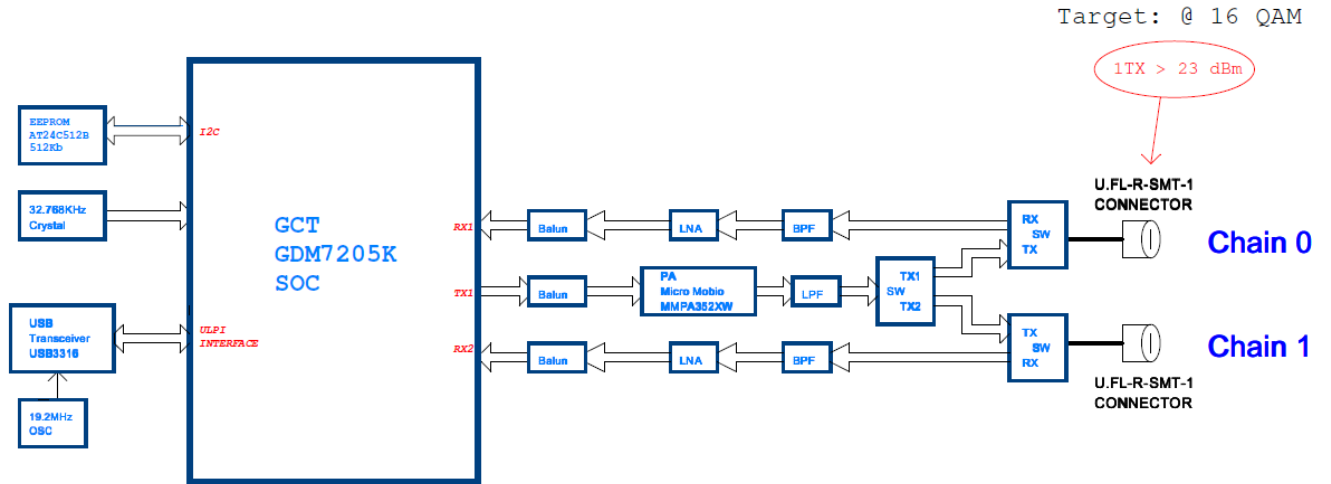 Target: @ 16 QAM
1TX > 23 dBm
EEPROM
AT24C512B
512Kb
I2C
32.768KHz
Crystal
GCT
GDM7205K
SOC
USB
Transceiver
USB3316
ULPI
INTERFACE
19.2MHz
OSC
RX1
Balun
LNA
BPF
RX
SW
TX
U.FL-R-SMT-1
CONNECTOR
Chain 0
TX1
Balun
PA
Micro Mobio
MMPA352XW
LPF
TX1
SW
TX2
RX2
Balun
LNA
BPF
TX
SW
RX
Chain 1
U.FL-R-SMT-1
CONNECTOR